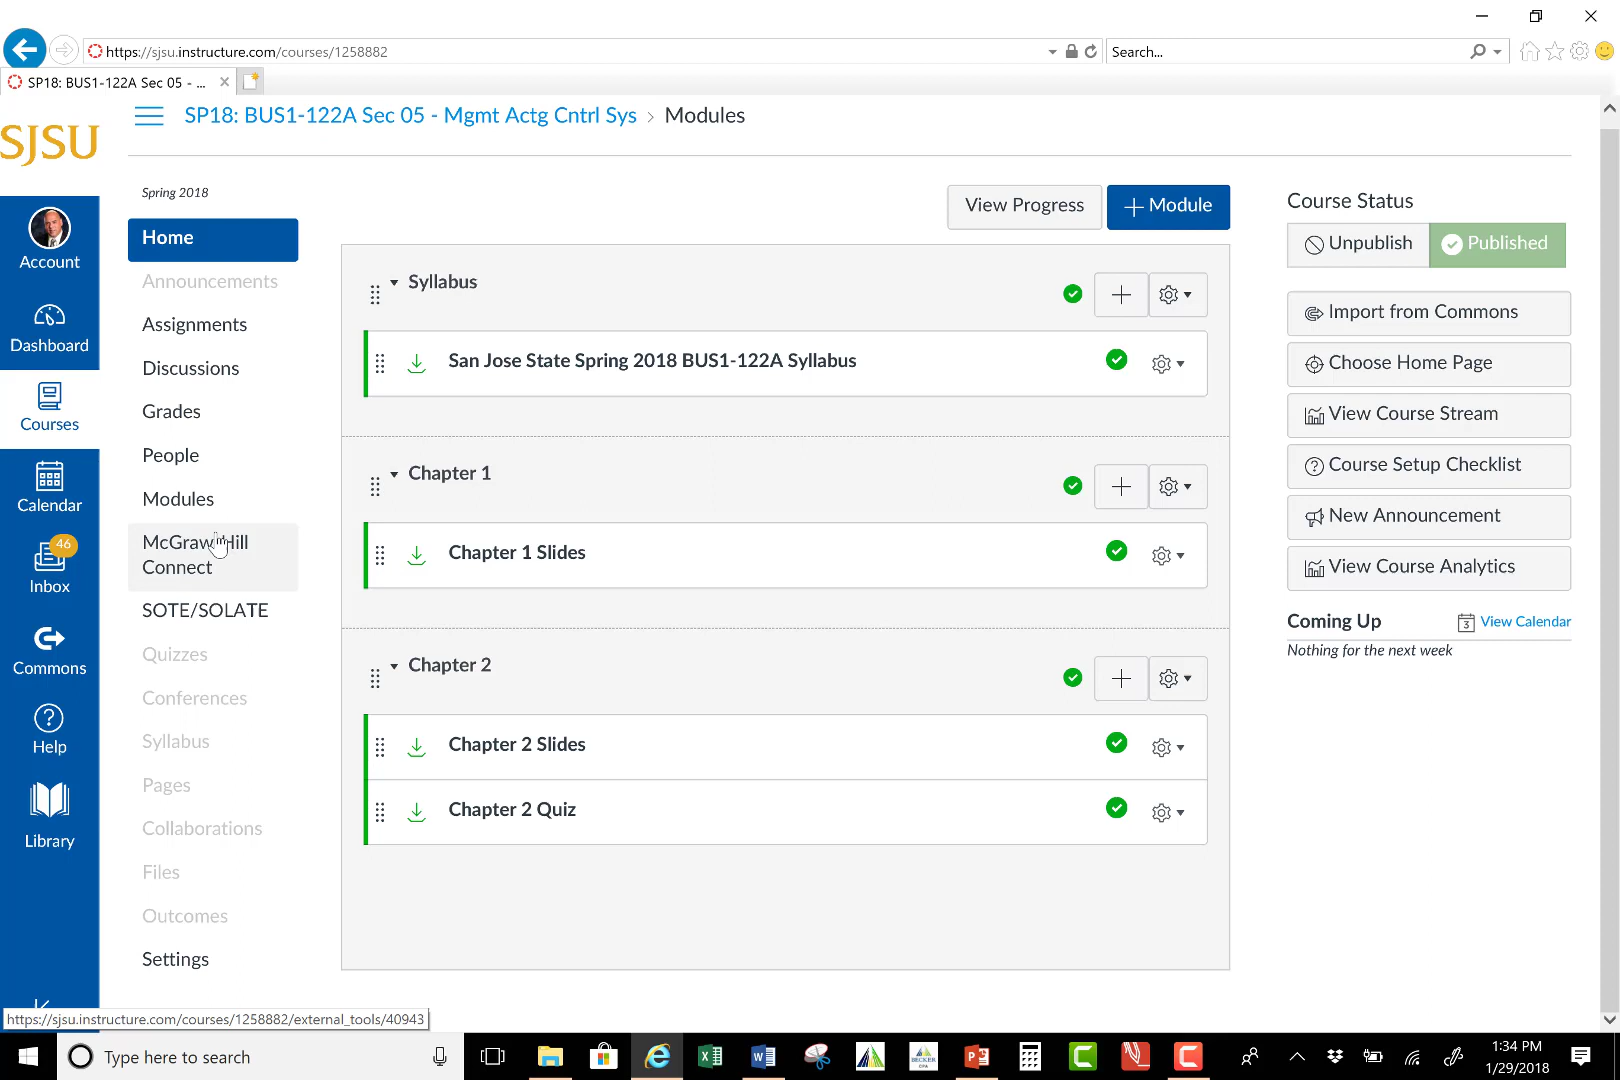 https://sjsu.instructure.com/courses/1258882
Search...
SP18: BUS1-122A Sec 05 - ...
SJSU
SP18: BUS1-122A Sec 05 - Mgmt Actg Cntrl Sys > Modules
Account
Dashboard
Courses
Calendar
46
Inbox
Commons
Help
Library
Spring 2018
Home
Announcements
Assignments
Discussions
Grades
People
Modules
McGraw Hill
Connect
SOTE/SOLATE
Quizzes
Conferences
Syllabus
Pages
Collaborations
Files
Outcomes
Settings
View Progress
+ Module
Syllabus
San Jose State Spring 2018 BUS1-122A Syllabus
Chapter 1
Chapter 1 Slides
Chapter 2
Chapter 2 Slides
Chapter 2 Quiz
Course Status
Unpublish
Published
Import from Commons
Choose Home Page
View Course Stream
Course Setup Checklist
New Announcement
View Course Analytics
Coming Up
3 View Calendar
Nothing for the next week
https://sjsu.instructure.com/courses/1258882/external_tools/40943
Type here to search
BECKER
CPA
1:34 PM
1/29/2018